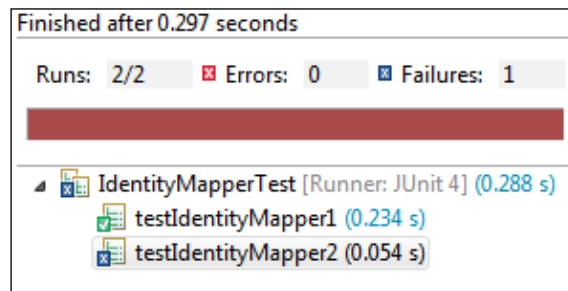 Finished after 0.297 seconds
Runs: 2/2 Errors: 0 Failures: 1
IdentityMapperTest [Runner: JUnit 4] (0.288 s)
testIdentityMapper1 (0.234 s)
testIdentityMapper2 (0.054 s)